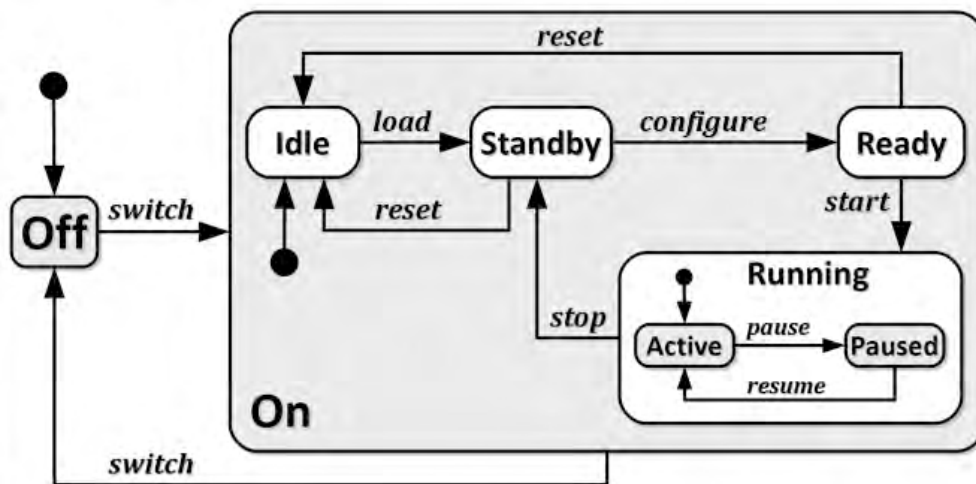 reset
Idle
load
Standby
configure
Ready
Off
switch
reset
start
Running
stop
Active
pause
Paused
resume
On
switch